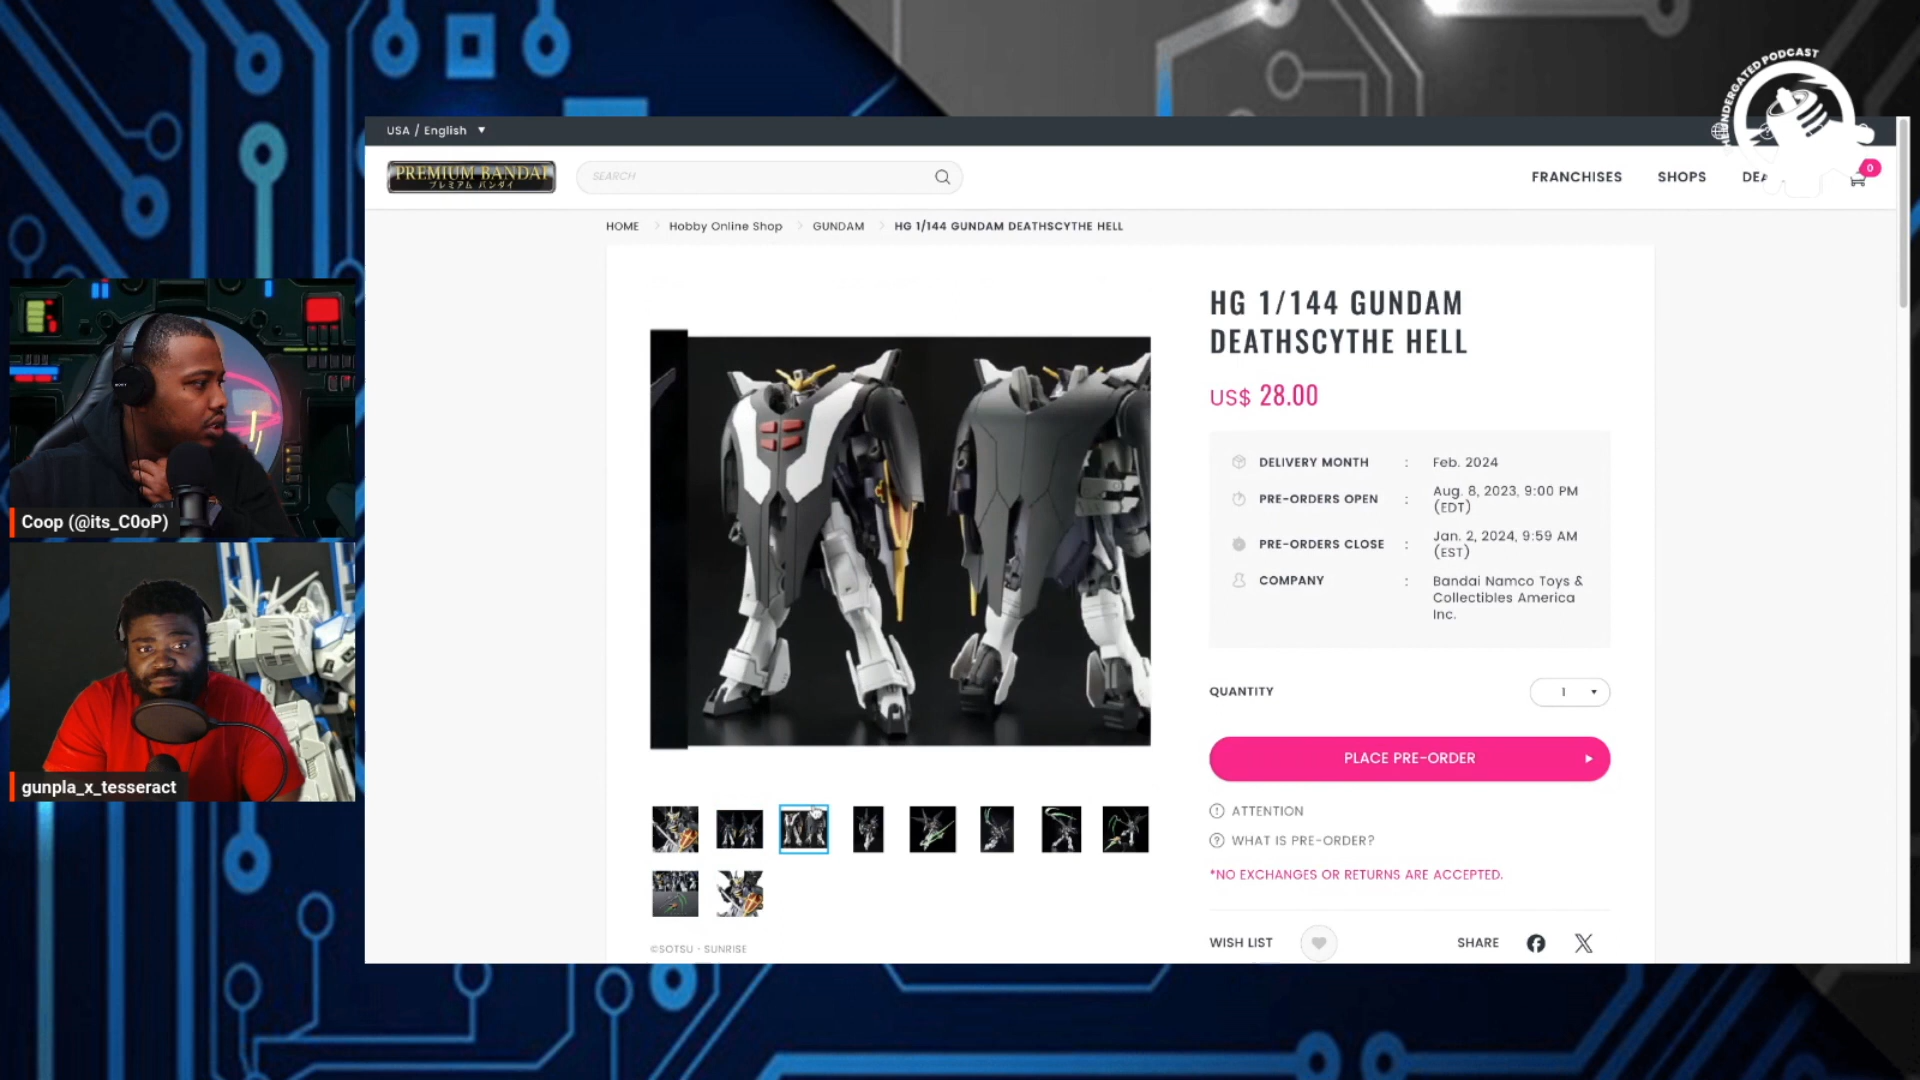 THE UNDERGATED PODCAST
USA / English
PREMIUM BANDAI
プレミアム バンダイ
SEARCH
FRANCHISES
SHOPS
0
HOME
Hobby Online Shop
GUNDAM
HG 1/144 GUNDAM DEATHSCYTHE HELL
HG 1/144 GUNDAM
DEATHSCYTHE HELL
US$ 28.00
DELIVERY MONTH : Feb. 2024
PRE-ORDERS OPEN : Aug. 8, 2023, 9:00 PM
(EDT)
PRE-ORDERS CLOSE : Jan. 2, 2024, 9:59 AM
(EST)
COMPANY : Bandai Namco Toys &
Collectibles America
Inc.
QUANTITY
1
PLACE PRE-ORDER
ATTENTION
WHAT IS PRE-ORDER?
*NO EXCHANGES OR RETURNS ARE ACCEPTED.
WISH LIST
SHARE
©SOTSU・SUNRISE
Coop (@its_C0oP)
gunpla_x_tesseract